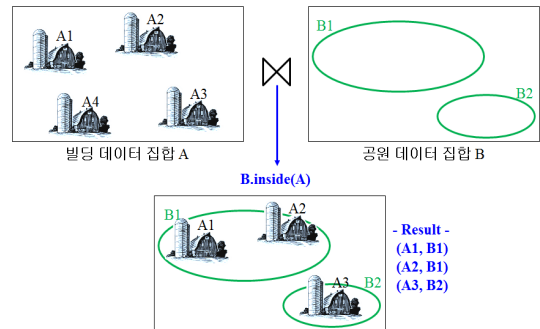 A1
A2
A3
A4
빌딩 데이터 집합 A
B1
B2
공원 데이터 집합 B
B.inside(A)
B1
A1
A2
A3
B2
- Result -
(A1, B1)
(A2, B1)
(A3, B2)